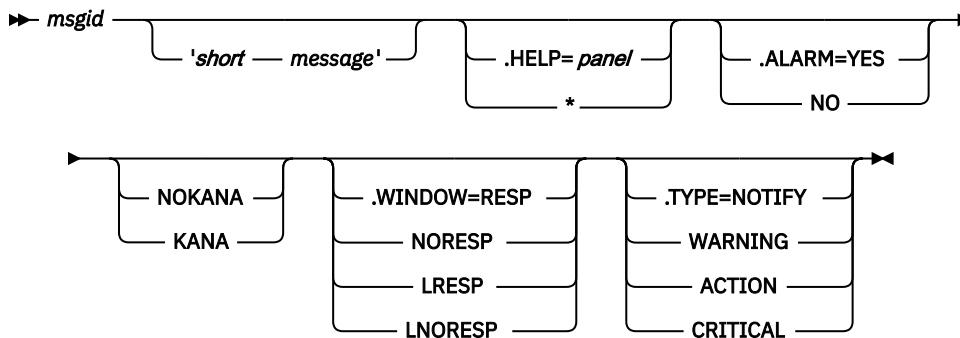 msgid
'short message' .HELP= panel .ALARM=YES
* NO
NOKANA .WINDOW=RESP .TYPE=NOTIFY
KANA NORESP WARNING
LRESP ACTION
LNORESP CRITICAL